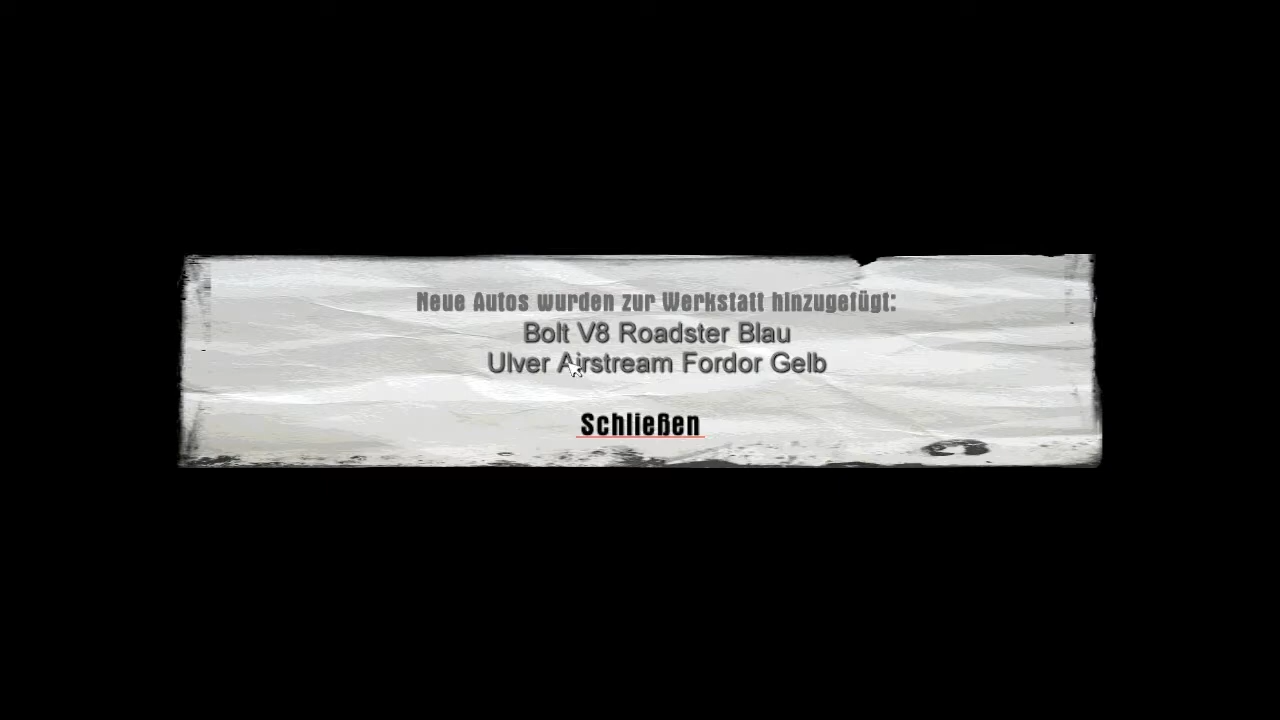 Neue Autos wurden zur Werkstatt hinzugefügt:
Bolt V8 Roadster Blau
Ulver Airstream Fordor Gelb
Schließen